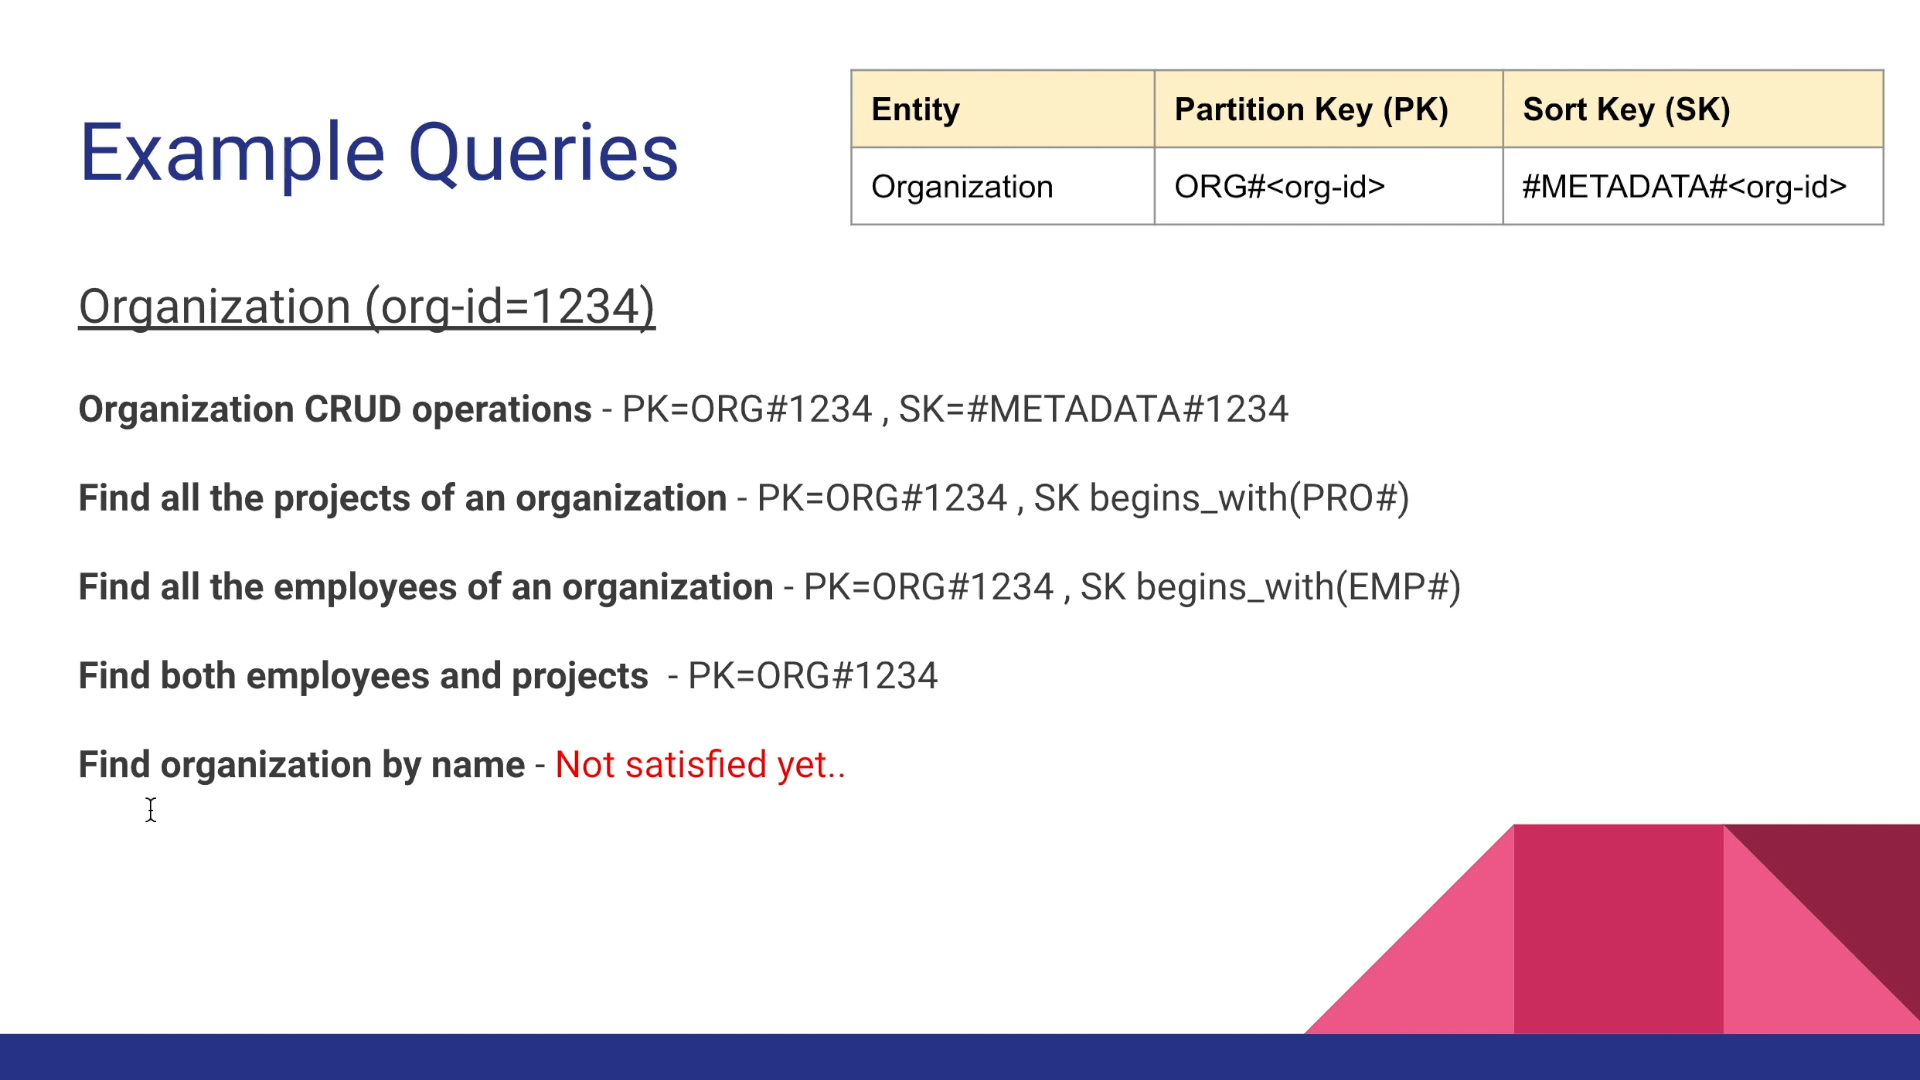 Example Queries
Entity Partition Key (PK) Sort Key (SK)
Organization ORG#<org-id> #METADATA#<org-id>
Organization (org-id=1234)
Organization CRUD operations - PK=ORG#1234 , SK=#METADATA#1234
Find all the projects of an organization - PK=ORG#1234 , SK begins_with(PRO#)
Find all the employees of an organization - PK=ORG#1234 , SK begins_with(EMP#)
Find both employees and projects  - PK=ORG#1234
Find organization by name - Not satisfied yet..